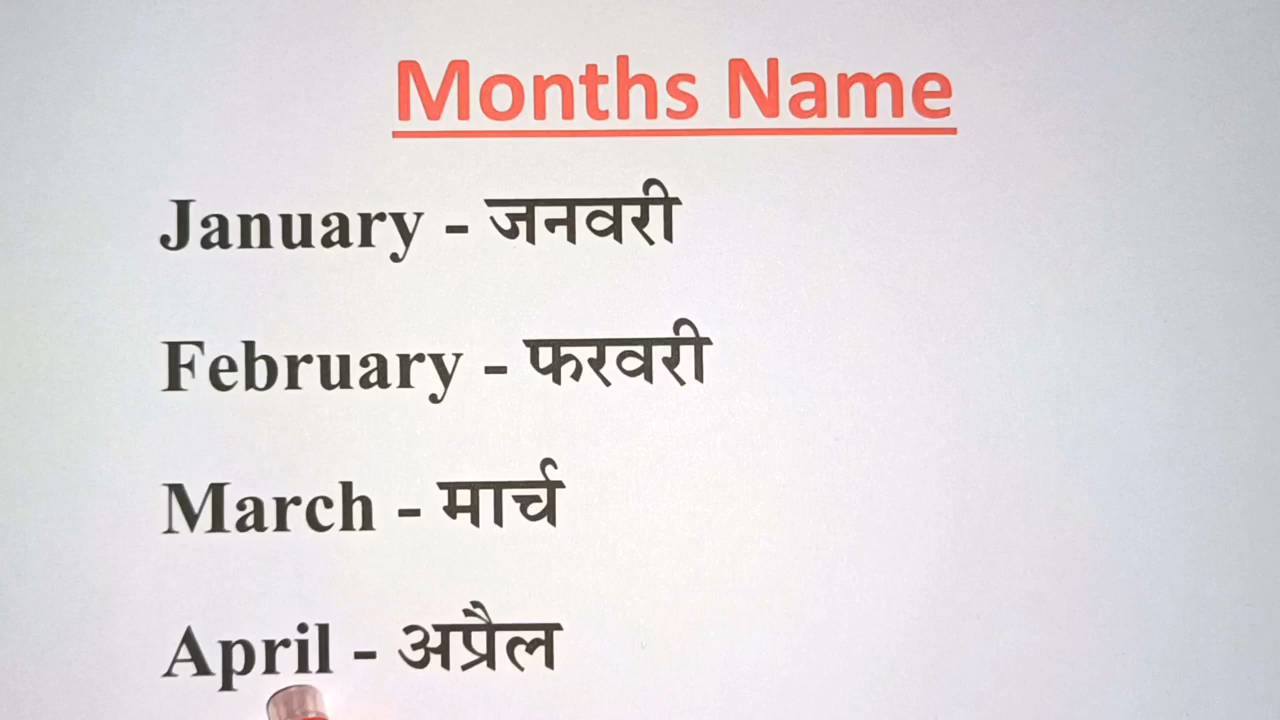 Months Name
January - जनवरी
February - फरवरी
March - मार्च
April - अप्रैल